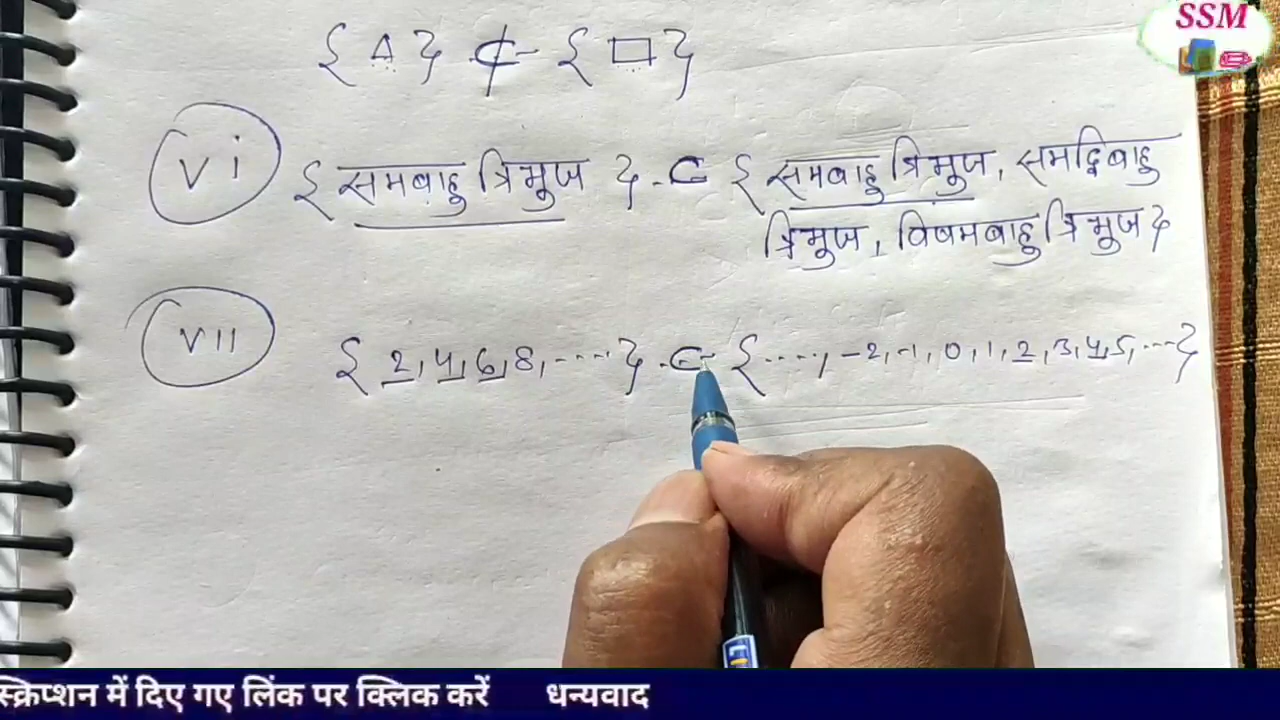 SSM
{ △ } ⊄ { □ }
vi { समबाहु त्रिभुज } ⊂ { समबाहु त्रिभुज, समद्विबाहु
त्रिभुज, विषमबाहु त्रिभुज }
vii { 2, 4, 6, 8, ..... } ⊂ { ...., -2, -1, 0, 1, 2, 3, 4, 5, ... }
स्क्रिप्शन में दिए गए लिंक पर क्लिक करें धन्यवाद